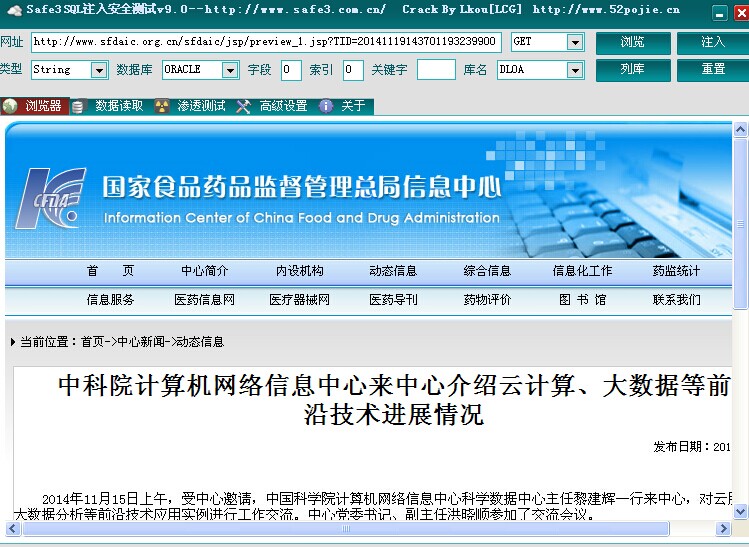 Safe3SQL注入安全测试v9.0--http://www.safe3.com.cn/ Crack By Lkou[LCG] http://www.52pojie.cn
网址 http://www.sfdaic.org.cn/sfdaic/jsp/preview_1.jsp?TID=20141119143701193239900 GET 浏览 注入
类型 String 数据库 ORACLE 字段 0 索引 0 关键字 库名 DLOA 列库 重置
浏览器 数据读取 渗透测试 高级设置 关于
CFDA 国家食品药品监督管理总局信息中心
Information Center of China Food and Drug Administration
首 页 中心简介 内设机构 动态信息 综合信息 信息化工作 药监统计
信息服务 医药信息网 医疗器械网 医药导刊 药物评价 图 书 馆 联系我们
当前位置：首页->中心新闻->动态信息
中科院计算机网络信息中心来中心介绍云计算、大数据等前
沿技术进展情况
发布日期：201
2014年11月15日上午，受中心邀请，中国科学院计算机网络信息中心科学数据中心主任黎建辉一行来中心，对云
大数据分析等前沿技术应用实例进行工作交流。中心党委书记、副主任洪晓顺参加了交流会议。